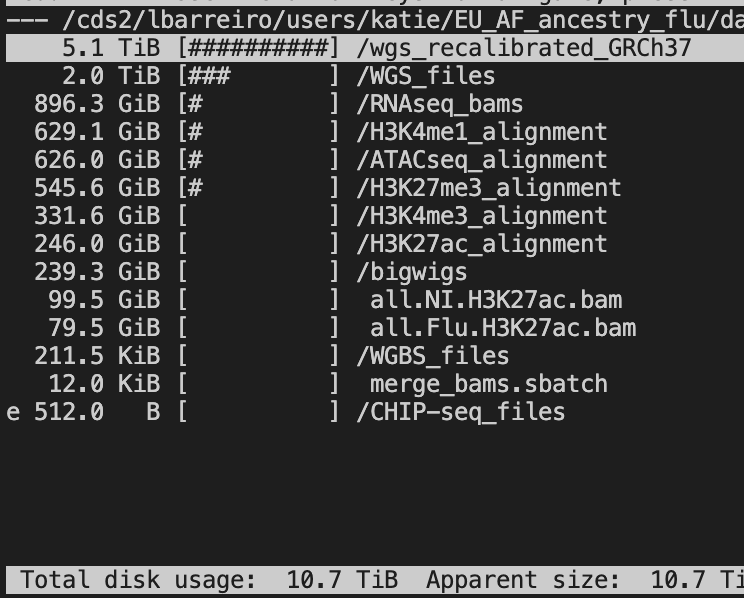 --- /cds2/lbarreiro/users/katie/EU_AF_ancestry_flu/da
5.1 TiB [##########] /wgs_recalibrated_GRCh37
2.0 TiB [###       ] /WGS_files
896.3 GiB [#         ] /RNAseq_bams
629.1 GiB [#         ] /H3K4me1_alignment
626.0 GiB [#         ] /ATACseq_alignment
545.6 GiB [#         ] /H3K27me3_alignment
331.6 GiB [          ] /H3K4me3_alignment
246.0 GiB [          ] /H3K27ac_alignment
239.3 GiB [          ] /bigwigs
99.5 GiB [          ]  all.NI.H3K27ac.bam
79.5 GiB [          ]  all.Flu.H3K27ac.bam
211.5 KiB [          ] /WGBS_files
12.0 KiB [          ]  merge_bams.sbatch
e 512.0   B [          ] /CHIP-seq_files
Total disk usage:  10.7 TiB  Apparent size:  10.7 Ti